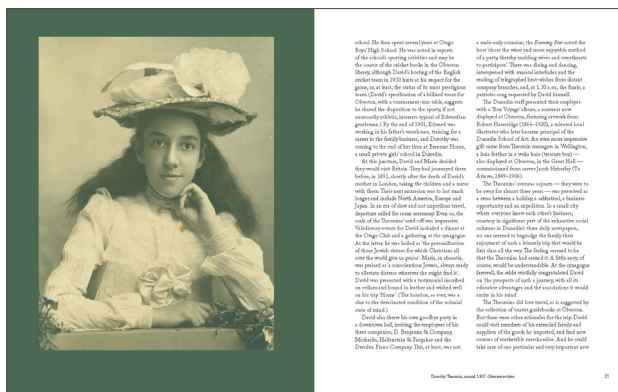 school. He then spent several years at Otago
Boys' High School. He was noted in reports
of the school's sporting activities and may be
the source of the cricket books in the Olveston
library, although David's hosting of the English
cricket team in 1930 hints at his respect for the
game, or, at least, the status of its most prestigious
team. (David's specification of a billiard room for
Olveston, with a tournament-size table, suggests
he shared the disposition to the sporty, if not
necessarily athletic, interests typical of Edwardian
gentlemen.) By the end of 1901, Edward was
working in his father's warehouse, training for a
career in the family business, and Dorothy was
coming to the end of her time at Braemar House,
a small private girls' school in Dunedin.
At this juncture, David and Marie decided
they would visit Britain. They had journeyed there
before, in 1891, shortly after the death of David's
mother in London, taking the children and a nurse
with them. Their next excursion was to last much
longer and include North America, Europe and
Japan. In an era of slow and not unperilous travel,
departure called for some ceremony. Even so, the
scale of the Theomins' send-off was impressive.
Valedictory events for David included a dinner at
the Otago Club and a gathering at the synagogue.
At the latter, he was hailed as 'the personification
of those Jewish virtues for which Christians all
over the world give us praise'. Marie, in absentia,
was praised as 'a conscientious Jewess, always ready
to alleviate distress wherever she might find it'.
David was presented with a testimonial inscribed
on vellum and bound in leather and wished well
on his trip 'Home'. (The location, as ever, was a
clue to the deracinated condition of the colonial
state of mind.)
David also threw his own goodbye party in
a downtown hall, inviting the employees of his
three companies, D. Benjamin & Company,
Michaelis, Hallenstein & Farquhar and the
Dresden Piano Company. This, at least, was not
a male-only occasion; the Evening Star noted the
host 'chose the wiser and more enjoyable method
of a party, thereby enabling wives and sweethearts
to participate'. There was dining and dancing,
interspersed with musical interludes and the
reading of telegraphed best-wishes from distant
company branches, and, at 1.30 a.m., the finale, a
patriotic song requested by David himself.
The Dunedin staff presented their employer
with a 'Bon Voyage' album, a souvenir now
displayed at Olveston, featuring artwork from
Robert Hawcridge (1866–1920), a talented local
illustrator who later became principal of the
Dunedin School of Art. An even more impressive
gift came from Theomin managers in Wellington,
a huia feather in a waka huia (treasure box) —
also displayed at Olveston, in the Great Hall —
commissioned from carver Jacob Heberley (Te
Ātiawa, 1849–1906).
The Theomins' overseas sojourn — they were to
be away for almost three years — was perceived as
a cross between a holiday, a sabbatical, a business
opportunity and an expedition. In a small city
where everyone knew each other's business,
courtesy in significant part of the exhaustive social
columns in Dunedin's three daily newspapers,
no one seemed to begrudge the family their
enjoyment of such a leisurely trip that would be
first class all the way. The feeling seemed to be
that the Theomins had earned it. A little envy, of
course, would be understandable. At the synagogue
farewell, the rabbi wistfully congratulated David
on 'the prospects of such a journey, with all its
educative advantages and the associations it would
excite in his mind'.
The Theomins did love travel, as is suggested by
the collection of tourist guidebooks at Olveston.
But there were other rationales for the trip. David
could visit members of his extended family and
suppliers of the goods he imported, and find new
sources of marketable merchandise. And he could
take care of one particular and very important new
Dorothy Theomin, around 1905.
21